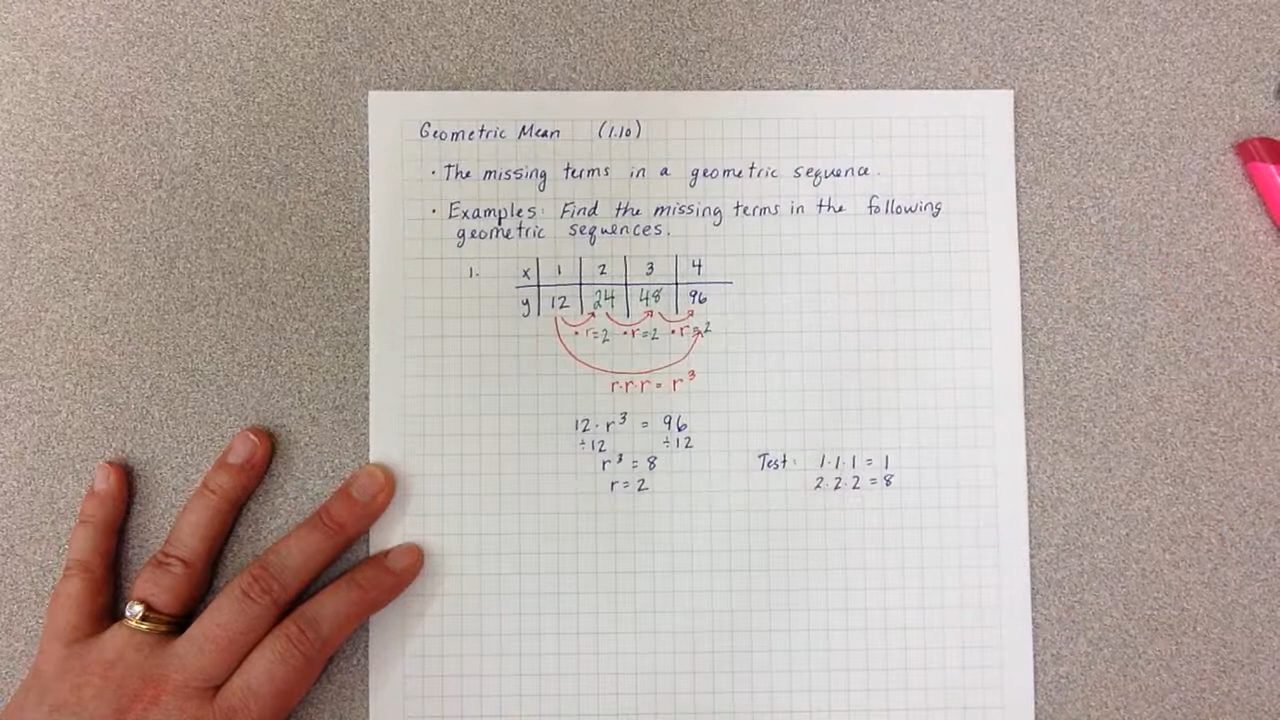 Geometric Mean (1.10)
• The missing terms in a geometric sequence.
• Examples: Find the missing terms in the following
geometric sequences.
1. x 1 2 3 4
y 12 24 48 96
• r=2 • r=2 • r=2
r·r·r = r³
12 · r³ = 96
÷12 ÷12
r³ = 8 Test: 1·1·1 = 1
r = 2 2·2·2 = 8